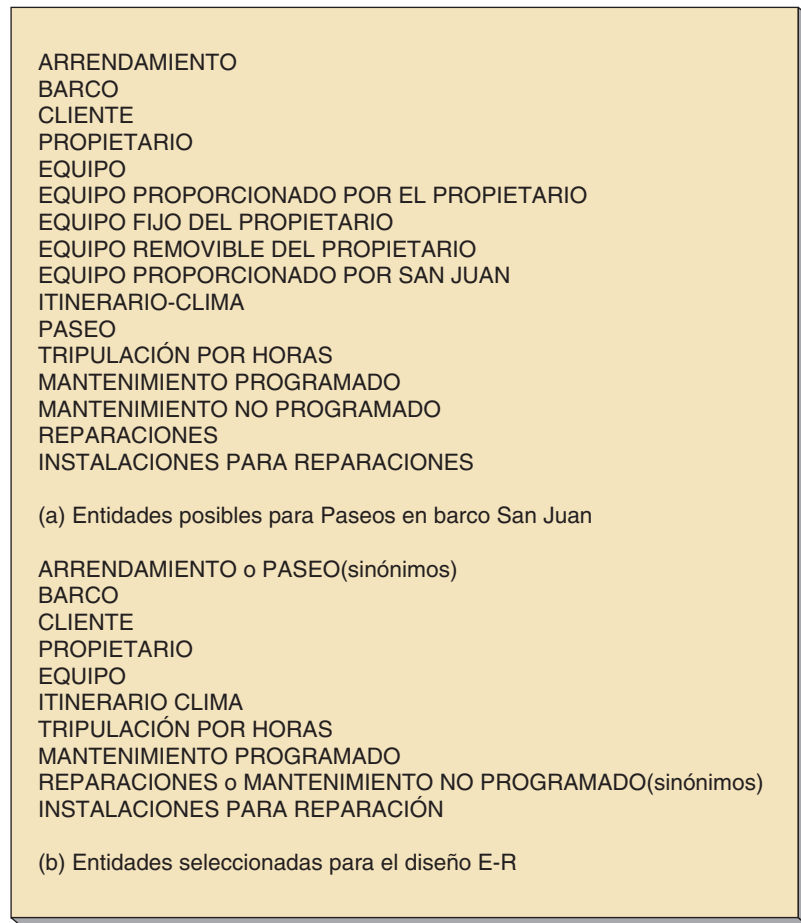 ARRENDAMIENTO
BARCO
CLIENTE
PROPIETARIO
EQUIPO
EQUIPO PROPORCIONADO POR EL PROPIETARIO
EQUIPO FIJO DEL PROPIETARIO
EQUIPO REMOVIBLE DEL PROPIETARIO
EQUIPO PROPORCIONADO POR SAN JUAN
ITINERARIO-CLIMA
PASEO
TRIPULACIÓN POR HORAS
MANTENIMIENTO PROGRAMADO
MANTENIMIENTO NO PROGRAMADO
REPARACIONES
INSTALACIONES PARA REPARACIONES
(a) Entidades posibles para Paseos en barco San Juan
ARRENDAMIENTO o PASEO(sinónimos)
BARCO
CLIENTE
PROPIETARIO
EQUIPO
ITINERARIO CLIMA
TRIPULACIÓN POR HORAS
MANTENIMIENTO PROGRAMADO
REPARACIONES o MANTENIMIENTO NO PROGRAMADO(sinónimos)
INSTALACIONES PARA REPARACIÓN
(b) Entidades seleccionadas para el diseño E-R